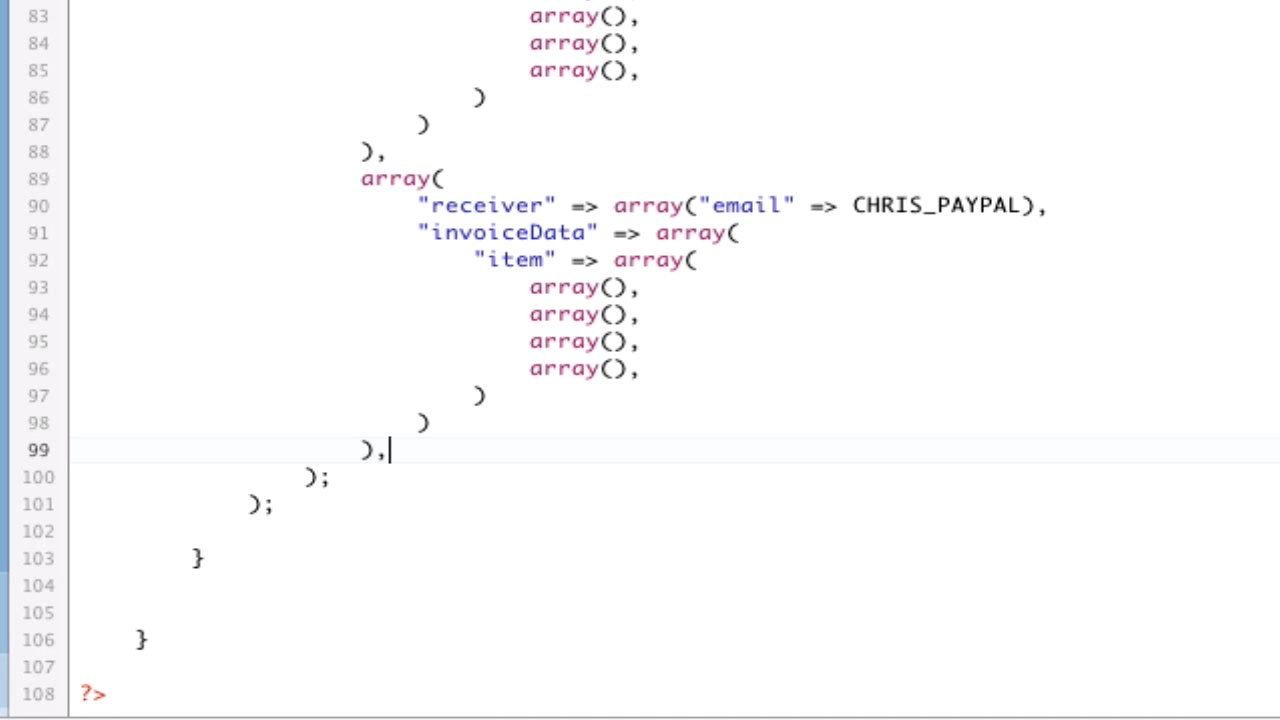 83 array(),
84 array(),
85 array(),
86 )
87 )
88 ),
89 array(
90 "receiver" => array("email" => CHRIS_PAYPAL),
91 "invoiceData" => array(
92 "item" => array(
93 array(),
94 array(),
95 array(),
96 array(),
97 )
98 )
99 ),
100 );
101 );
102
103 }
104
105
106 }
107
108 ?>